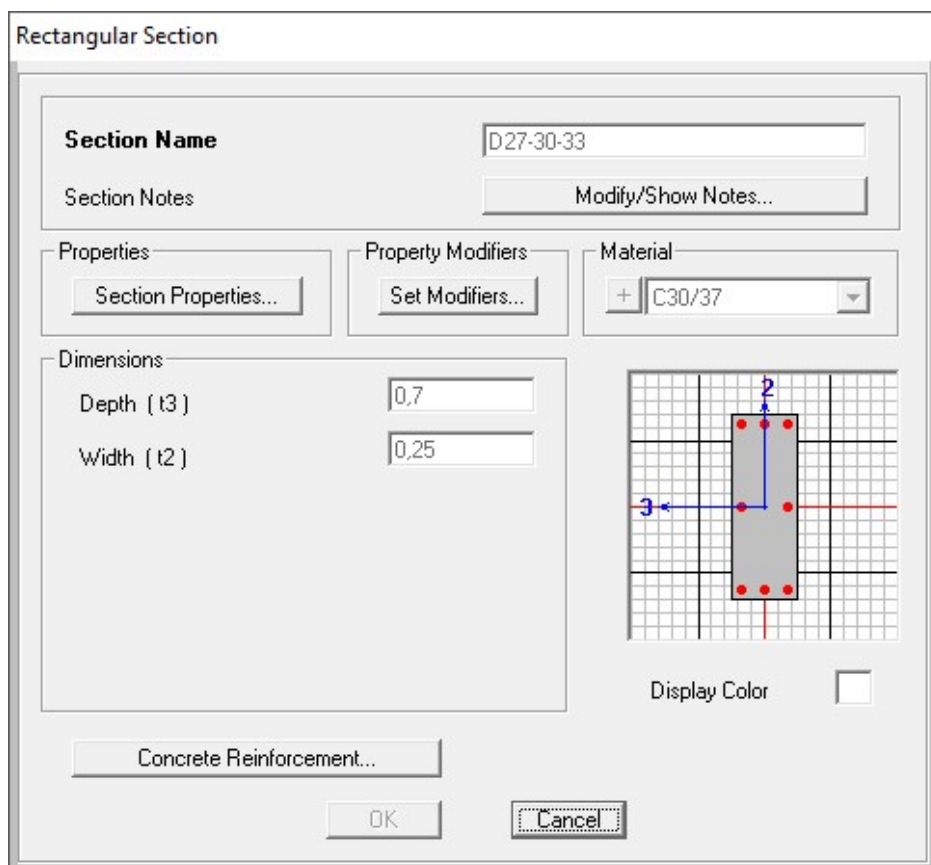 Rectangular Section
Section Name D27-30-33
Section Notes Modify/Show Notes...
Properties Property Modifiers Material
Section Properties... Set Modifiers... + C30/37
Dimensions
Depth ( t3 ) 0,7
Width ( t2 ) 0,25
2
3
Display Color
Concrete Reinforcement...
OK Cancel